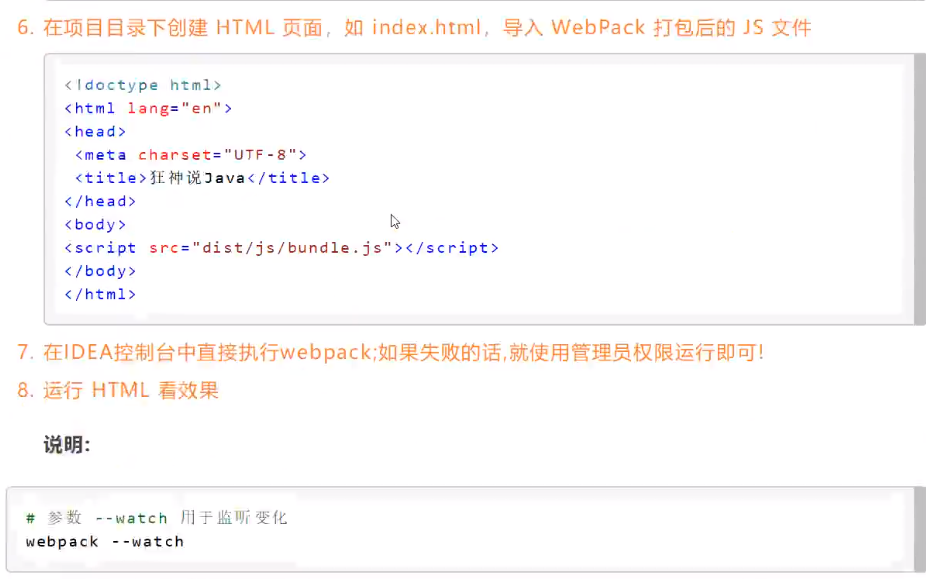 6. 在项目目录下创建 HTML 页面，如 index.html，导入 WebPack 打包后的 JS 文件
<!doctype html>
<html lang="en">
<head>
<meta charset="UTF-8">
<title>狂神说Java</title>
</head>
<body>
<script src="dist/js/bundle.js"></script>
</body>
</html>
7. 在IDEA控制台中直接执行webpack;如果失败的话,就使用管理员权限运行即可!
8. 运行 HTML 看效果
说明:
# 参数 --watch 用于监听变化
webpack --watch